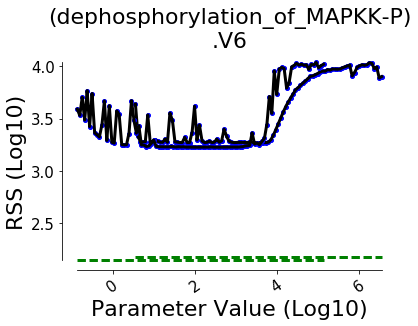 (dephosphorylation_of_MAPKK-P)
.V6
4.0
3.5
3.0
2.5
RSS (Log10)
0 2 4 6
Parameter Value (Log10)